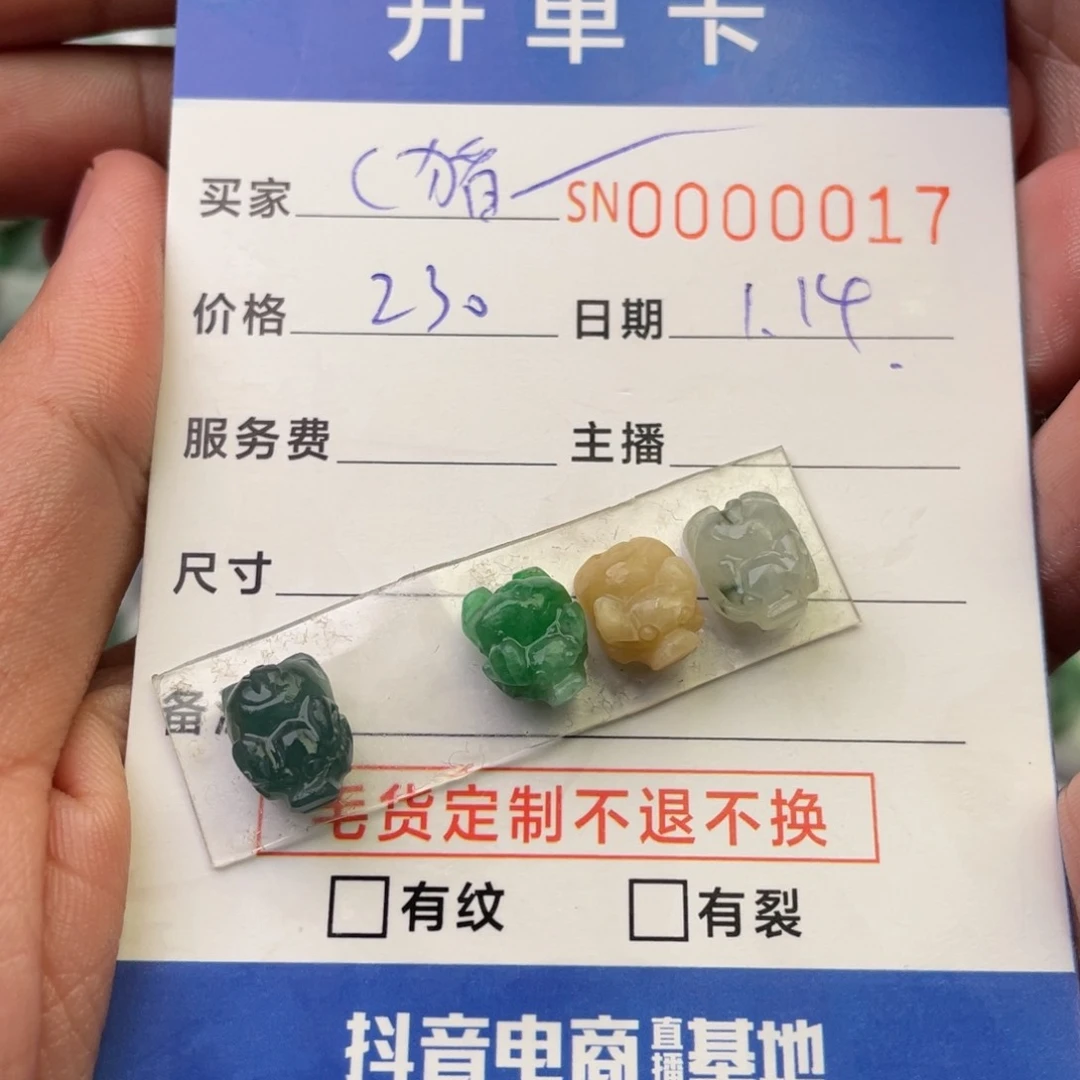 开单卡
买家 SN0000017
价格 230 日期 1.14.
服务费 主播
尺寸
备
毛货定制不退不换
有纹 有裂
抖音电商直播基地